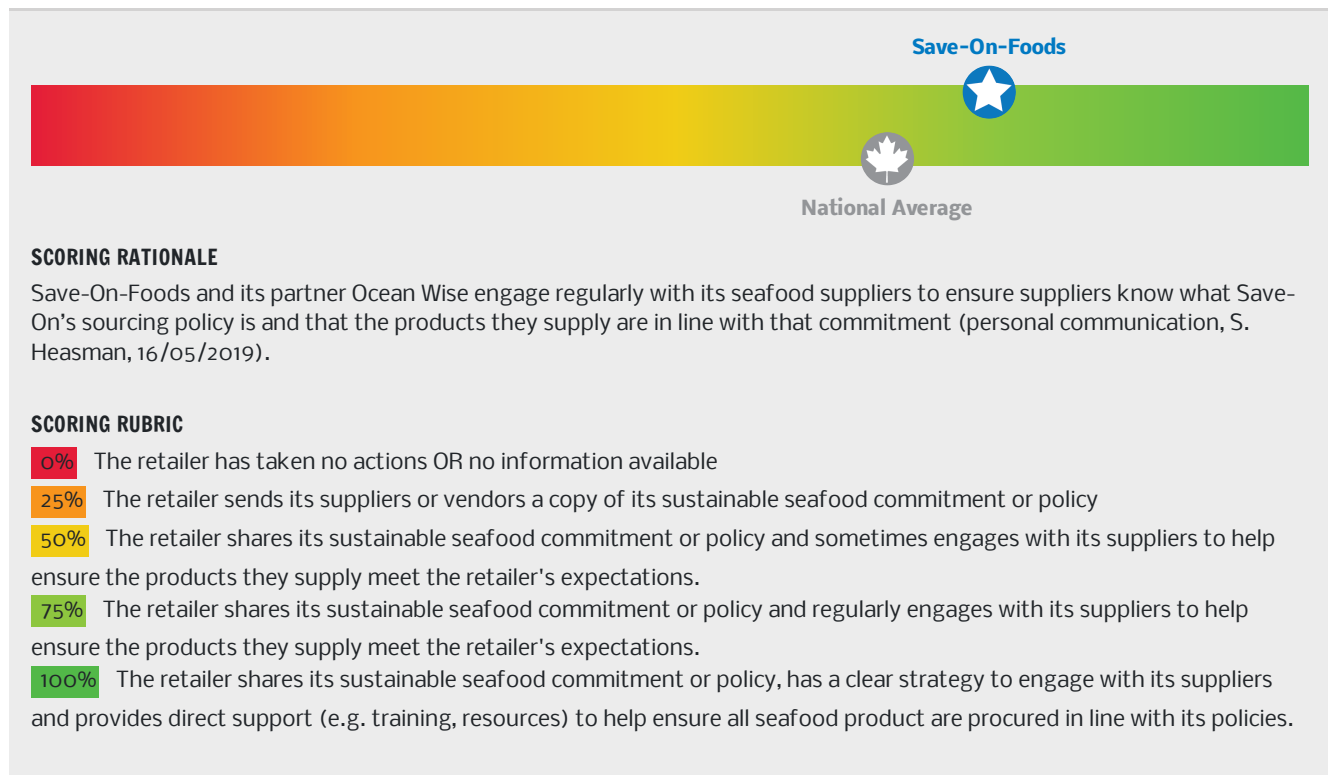 Save-On-Foods
National Average
SCORING RATIONALE
Save-On-Foods and its partner Ocean Wise engage regularly with its seafood suppliers to ensure suppliers know what Save-
On's sourcing policy is and that the products they supply are in line with that commitment (personal communication, S.
Heasman, 16/05/2019).
SCORING RUBRIC
0% The retailer has taken no actions OR no information available
25% The retailer sends its suppliers or vendors a copy of its sustainable seafood commitment or policy
50% The retailer shares its sustainable seafood commitment or policy and sometimes engages with its suppliers to help
ensure the products they supply meet the retailer's expectations.
75% The retailer shares its sustainable seafood commitment or policy and regularly engages with its suppliers to help
ensure the products they supply meet the retailer's expectations.
100% The retailer shares its sustainable seafood commitment or policy, has a clear strategy to engage with its suppliers
and provides direct support (e.g. training, resources) to help ensure all seafood product are procured in line with its policies.